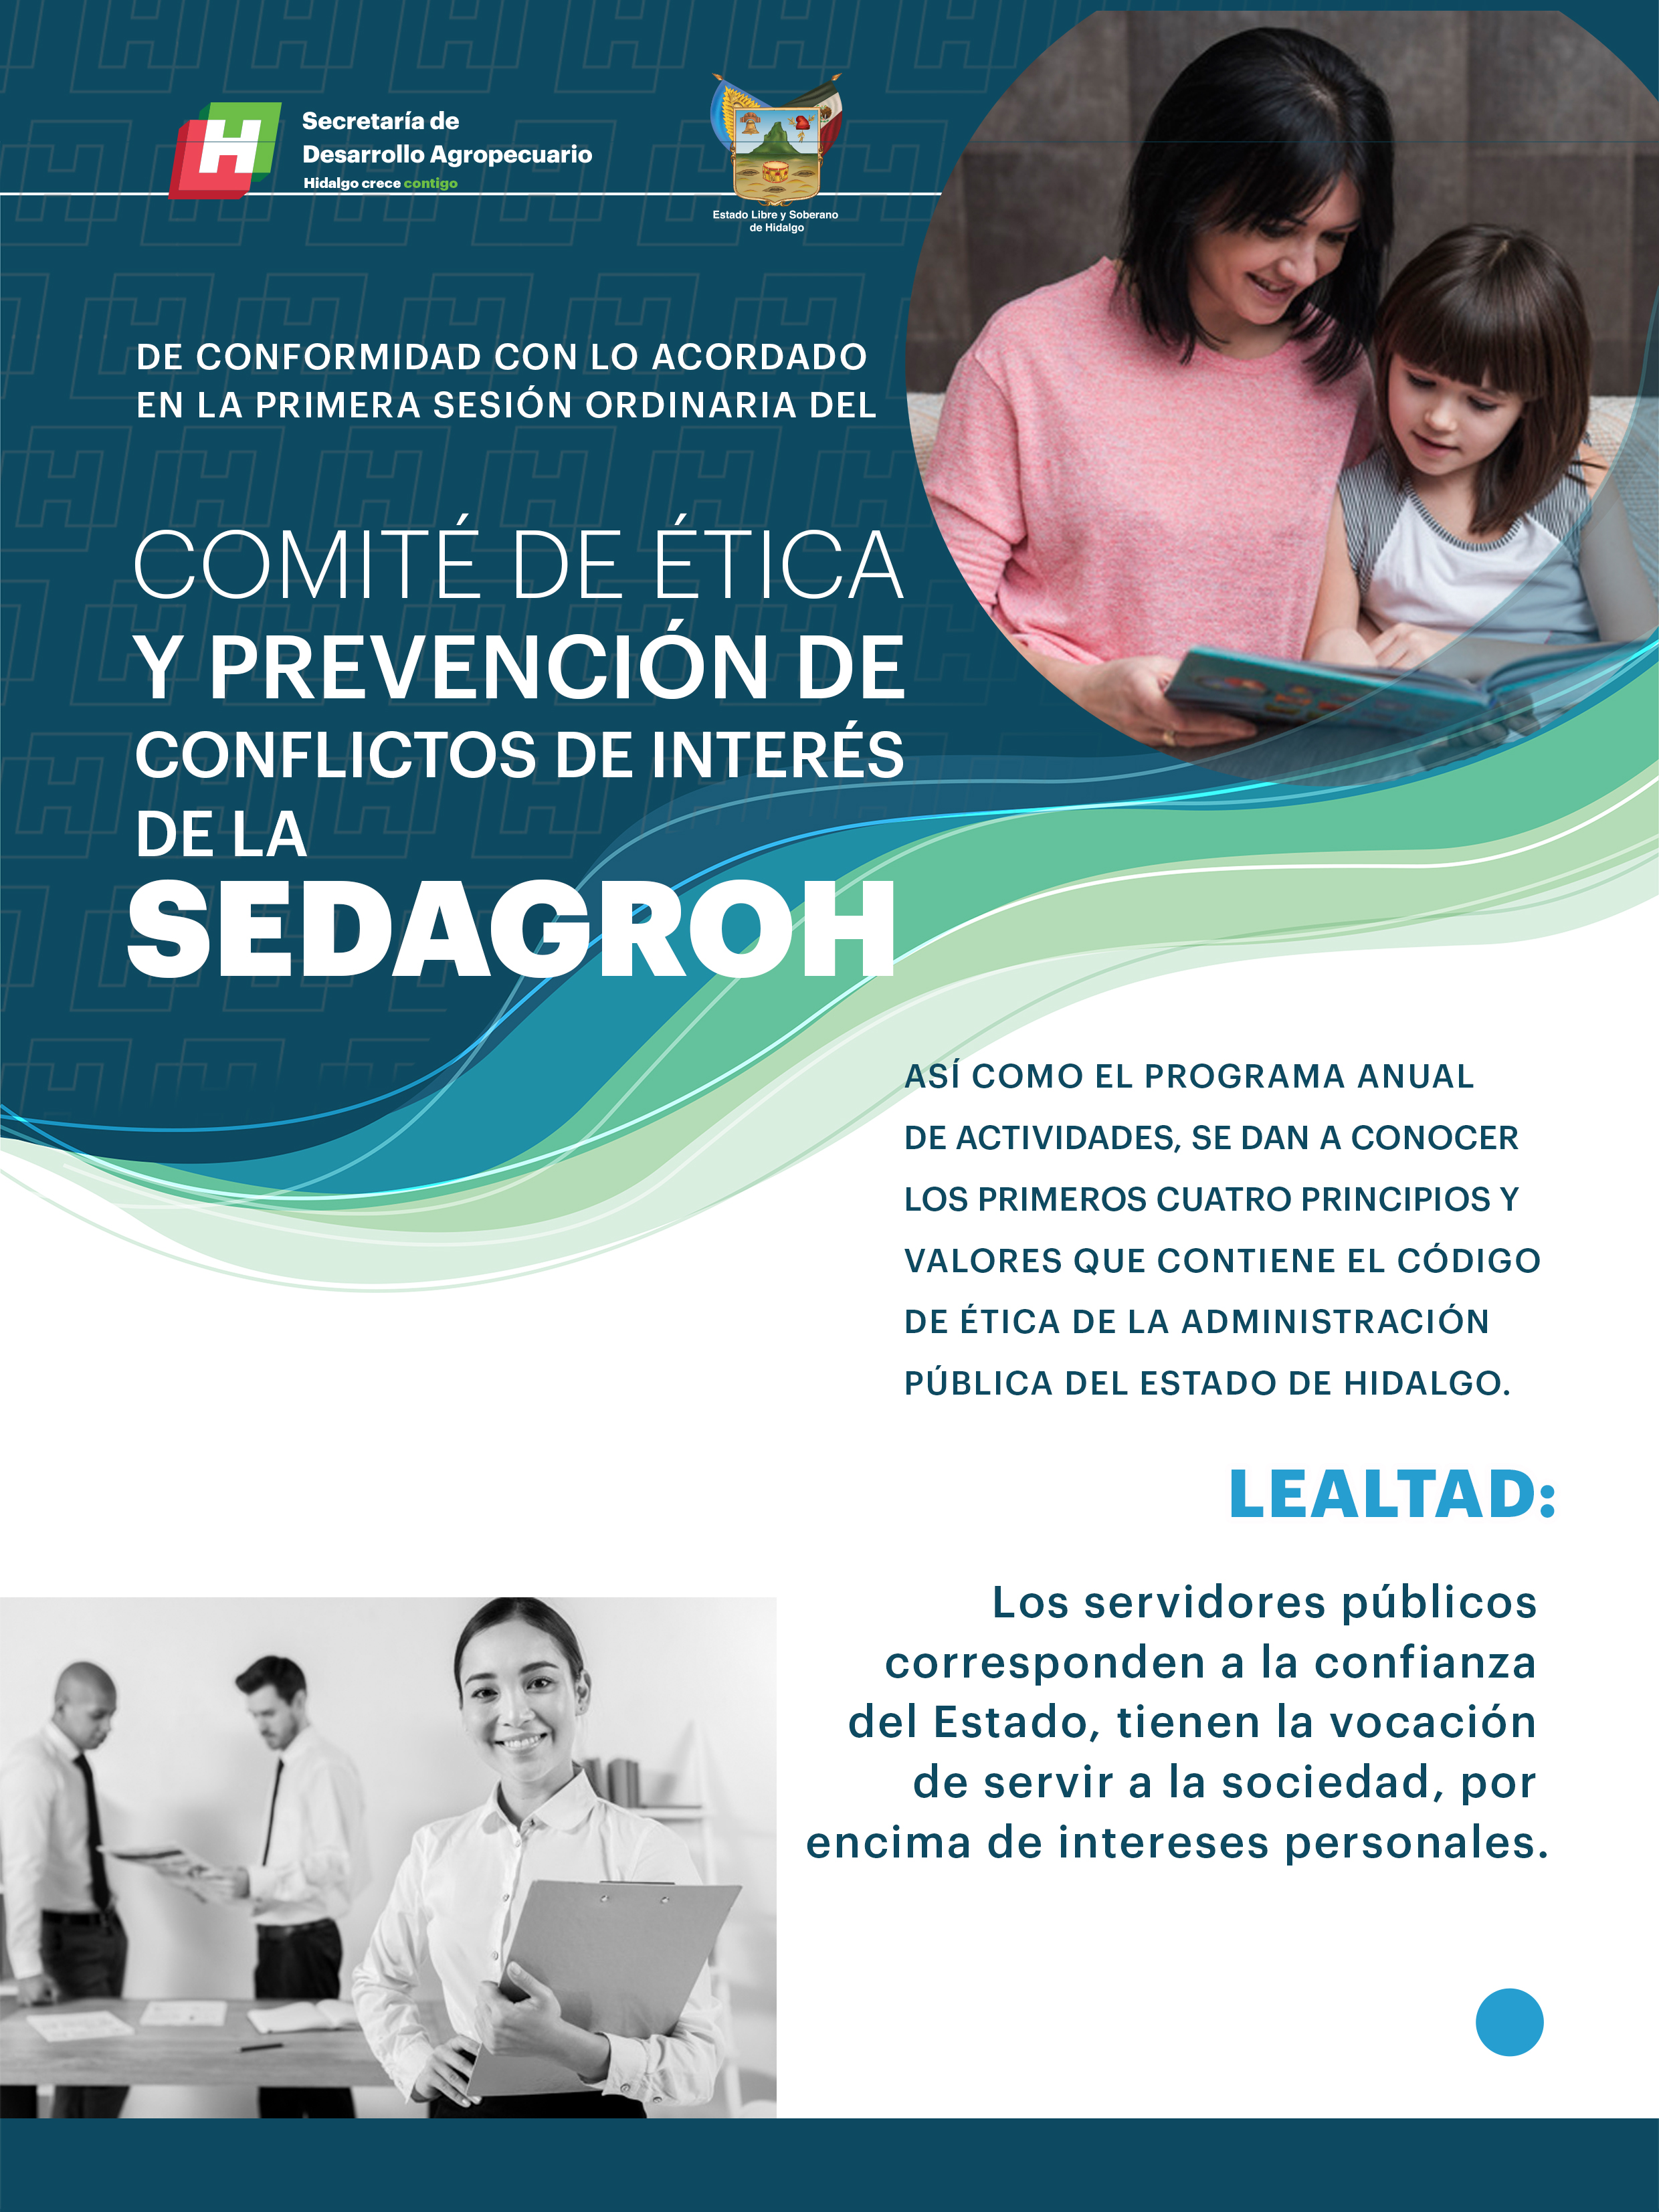 Secretaría de
Desarrollo Agropecuario
Hidalgo crece contigo
Estado Libre y Soberano
de Hidalgo
DE CONFORMIDAD CON LO ACORDADO
EN LA PRIMERA SESIÓN ORDINARIA DEL
COMITÉ DE ÉTICA
Y PREVENCIÓN DE
CONFLICTOS DE INTERÉS
DE LA
SEDAGROH
ASÍ COMO EL PROGRAMA ANUAL
DE ACTIVIDADES, SE DAN A CONOCER
LOS PRIMEROS CUATRO PRINCIPIOS Y
VALORES QUE CONTIENE EL CÓDIGO
DE ÉTICA DE LA ADMINISTRACIÓN
PÚBLICA DEL ESTADO DE HIDALGO.
LEALTAD:
Los servidores públicos
corresponden a la confianza
del Estado, tienen la vocación
de servir a la sociedad, por
encima de intereses personales.